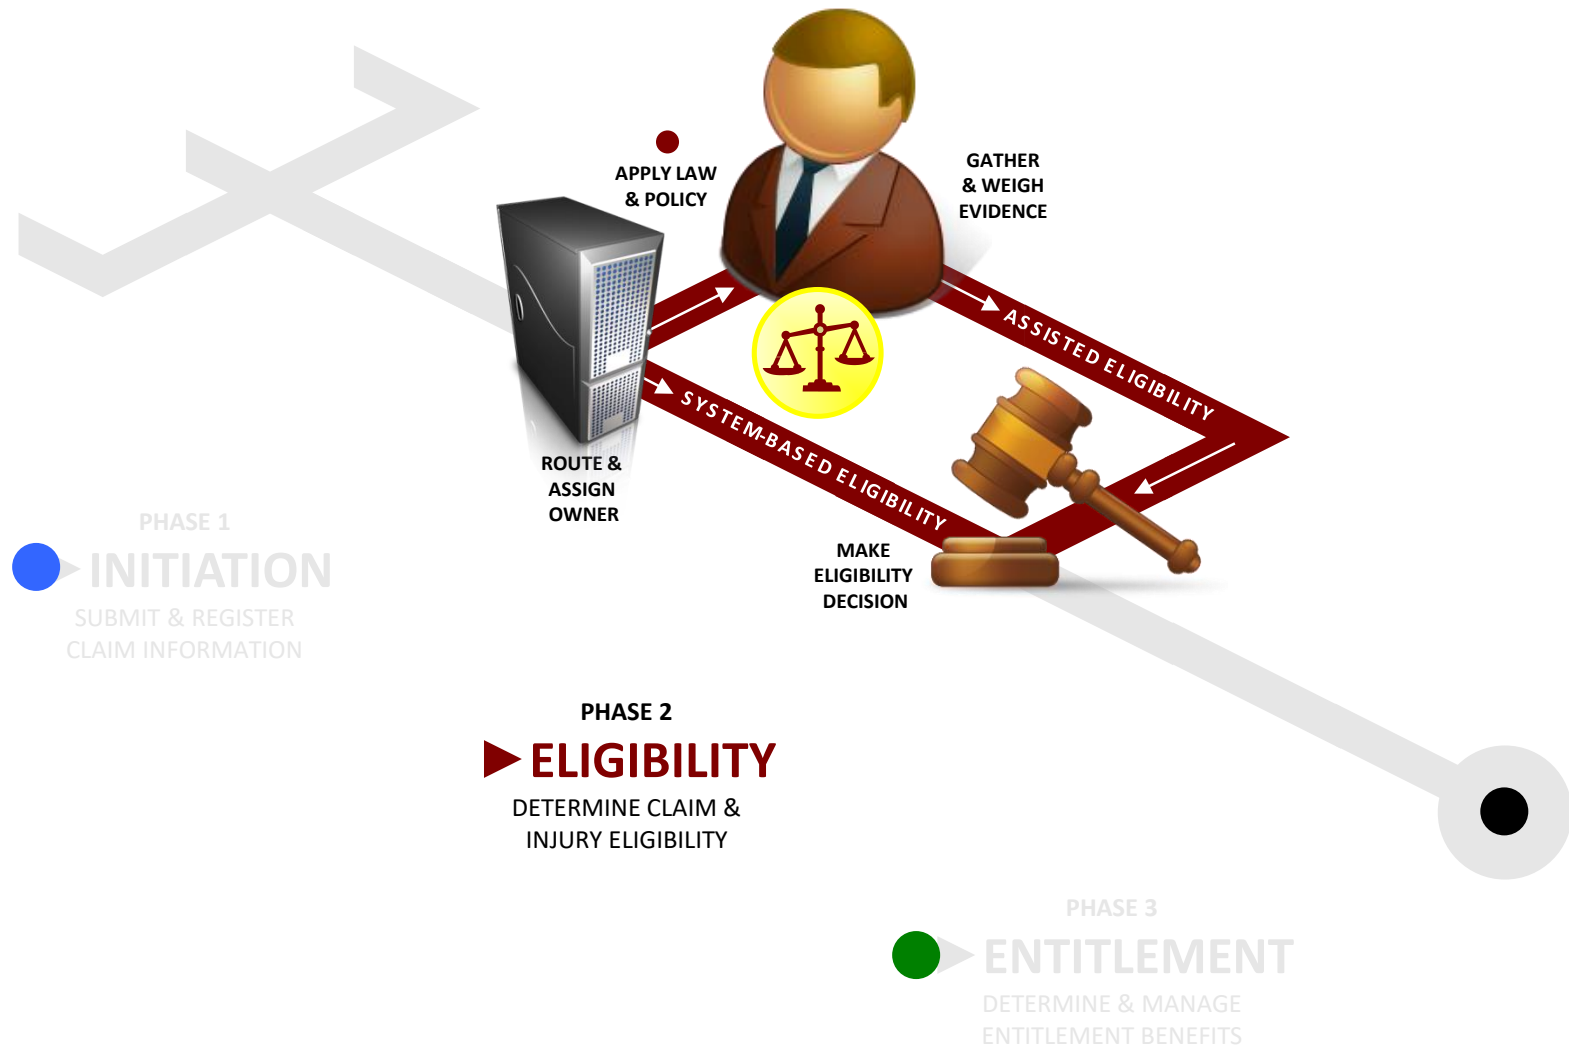 APPLY LAW
& POLICY
GATHER
& WEIGH
EVIDENCE
ASSISTED ELIGIBILITY
SYSTEM-BASED ELIGIBILITY
ROUTE &
ASSIGN
OWNER
MAKE
ELIGIBILITY
DECISION
PHASE 1
INITIATION
SUBMIT & REGISTER
CLAIM INFORMATION
PHASE 2
ELIGIBILITY
DETERMINE CLAIM &
INJURY ELIGIBILITY
PHASE 3
ENTITLEMENT
DETERMINE & MANAGE
ENTITLEMENT BENEFITS